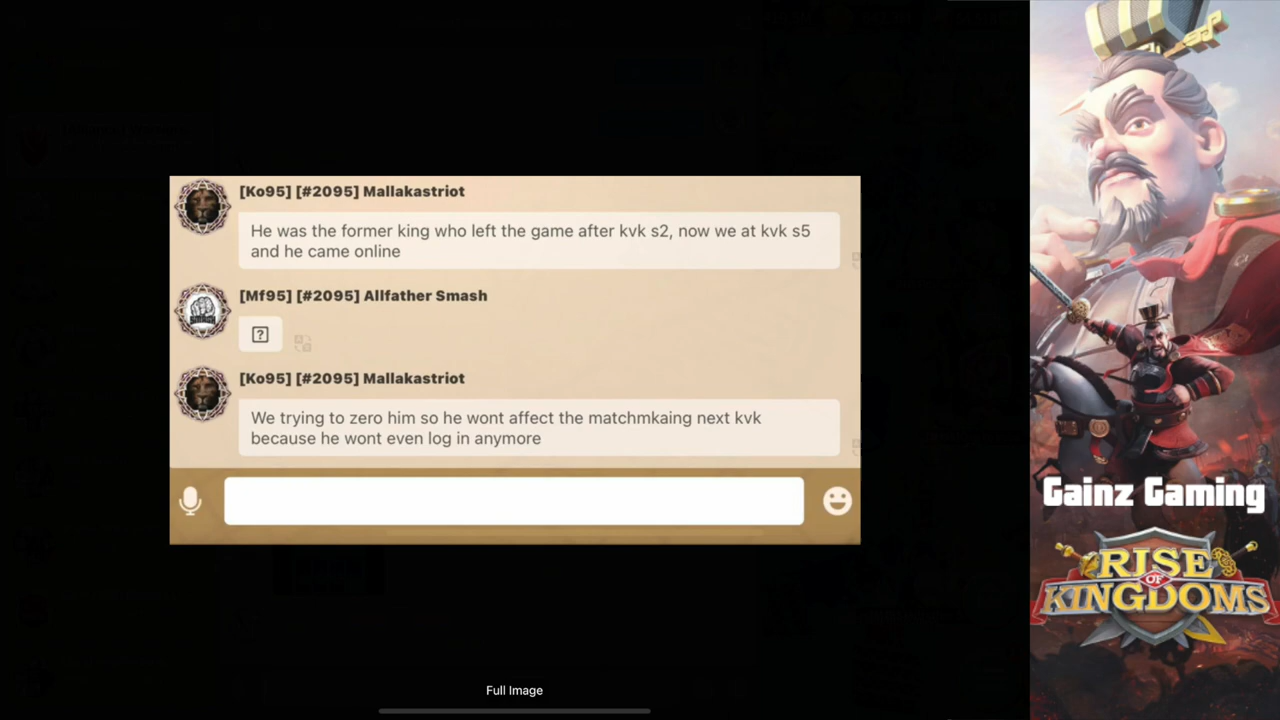 [Ko95] [#2095] Mallakastriot
He was the former king who left the game after kvk s2, now we at kvk s5
and he came online
[Mf95] [#2095] Allfather Smash
?
[Ko95] [#2095] Mallakastriot
We trying to zero him so he wont affect the matchmkaing next kvk
because he wont even log in anymore
Full Image
Gainz Gaming
RISE
OF
KINGDOMS